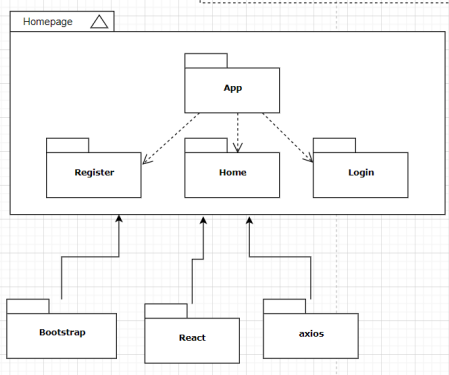 Homepage
App
Register
Home
Login
Bootstrap
React
axios